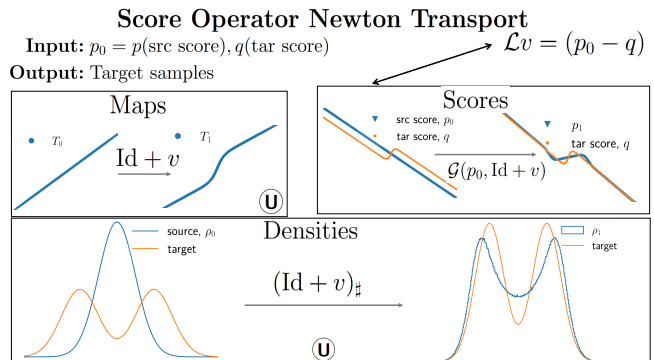 Score Operator Newton Transport
Input: p₀ = p(src score), q(tar score)
Output: Target samples
ℒv = (p₀ − q)
Maps
T₀
Id + v
T₁
U
Scores
src score, p₀
tar score, q
𝒢(p₀, Id + v)
p₁
tar score, q
Densities
source, ρ₀
target
(Id + v)♯
ρ₁
target
U